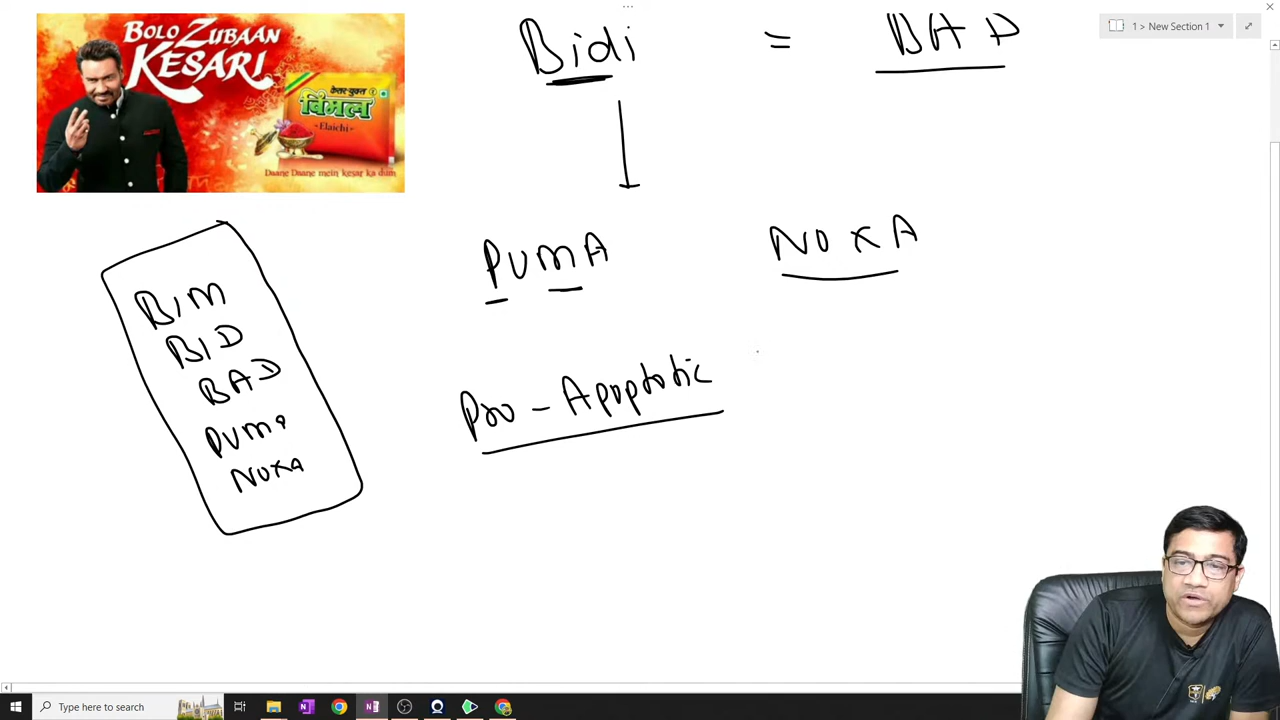 BOLO ZUBAAN
KESARI
केसर युक्त
विमल
Elaichi
Daane Daane mein kesar ka dum
Bidi = BAD
PUMA NOXA
BIM
BID
BAD
PUMA
NOXA
Pro - Apoptotic
1 > New Section 1
Type here to search